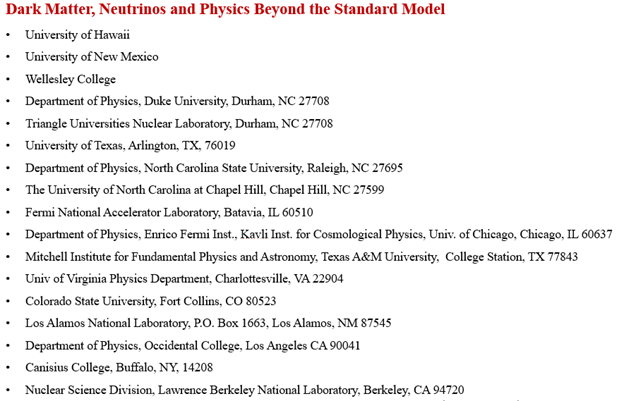 Dark Matter, Neutrinos and Physics Beyond the Standard Model
• University of Hawaii
• University of New Mexico
• Wellesley College
• Department of Physics, Duke University, Durham, NC 27708
• Triangle Universities Nuclear Laboratory, Durham, NC 27708
• University of Texas, Arlington, TX, 76019
• Department of Physics, North Carolina State University, Raleigh, NC 27695
• The University of North Carolina at Chapel Hill, Chapel Hill, NC 27599
• Fermi National Accelerator Laboratory, Batavia, IL 60510
• Department of Physics, Enrico Fermi Inst., Kavli Inst. for Cosmological Physics, Univ. of Chicago, Chicago, IL 60637
• Mitchell Institute for Fundamental Physics and Astronomy, Texas A&M University, College Station, TX 77843
• Univ of Virginia Physics Department, Charlottesville, VA 22904
• Colorado State University, Fort Collins, CO 80523
• Los Alamos National Laboratory, P.O. Box 1663, Los Alamos, NM 87545
• Department of Physics, Occidental College, Los Angeles CA 90041
• Canisius College, Buffalo, NY, 14208
• Nuclear Science Division, Lawrence Berkeley National Laboratory, Berkeley, CA 94720